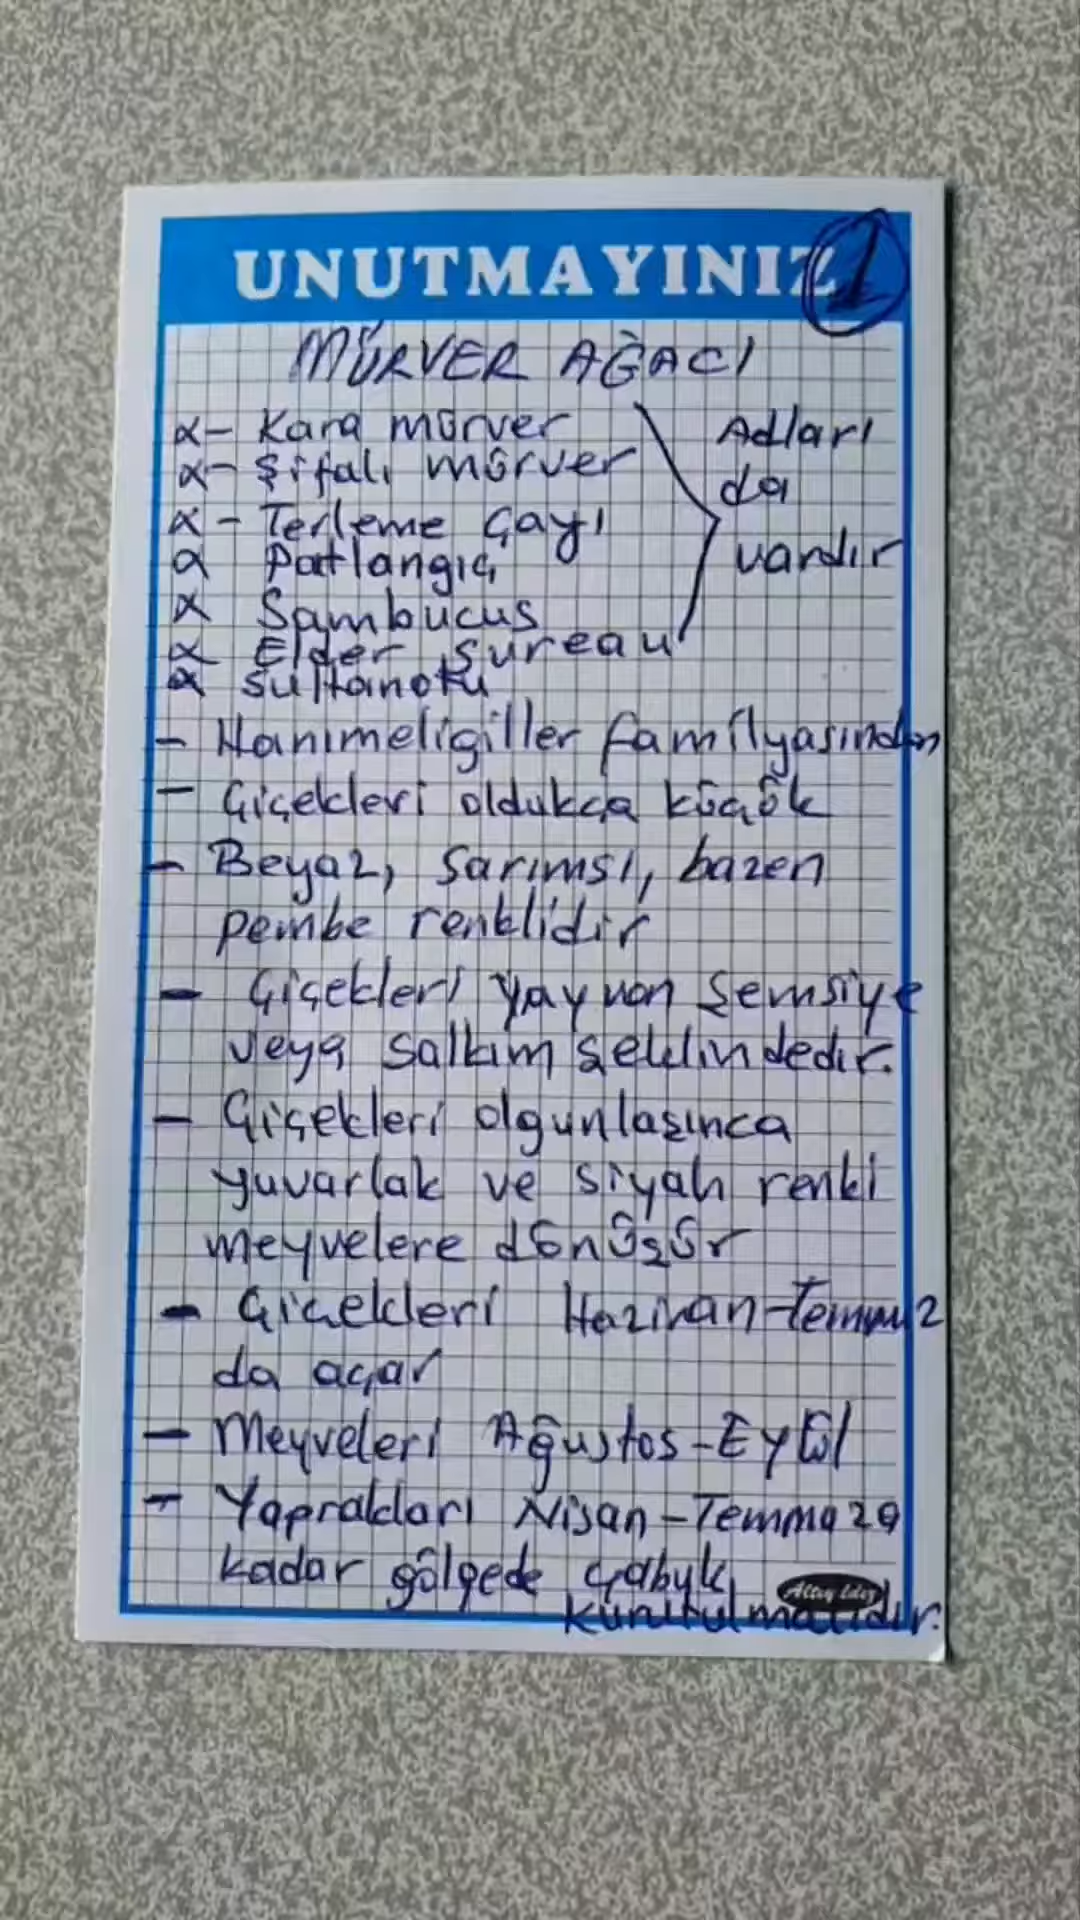 UNUTMAYINIZ 1
MÜRVER AĞACI
α- Kara mürver
α- Şifalı mürver
α- Terleme Çayı
α Patlangıç
α Sambucus
α Elder sureau
α Sultanotu
Adları
da
vardır
- Hanımeligiller familyasından
- Çiçekleri oldukça küçük
- Beyaz, sarımsı, bazen
pembe renklidir
- Çiçekleri yayvan şemsiye
veya salkım şeklindedir.
- Çiçekleri olgunlaşınca
yuvarlak ve siyah renki
meyvelere dönüşür
- Çiçekleri Haziran-Temmuz
da açar
- Meyveleri Ağustos-Eylül
- Yaprakları Nisan-Temmuza
kadar gölgede çabuk
kurutulmalıdır.